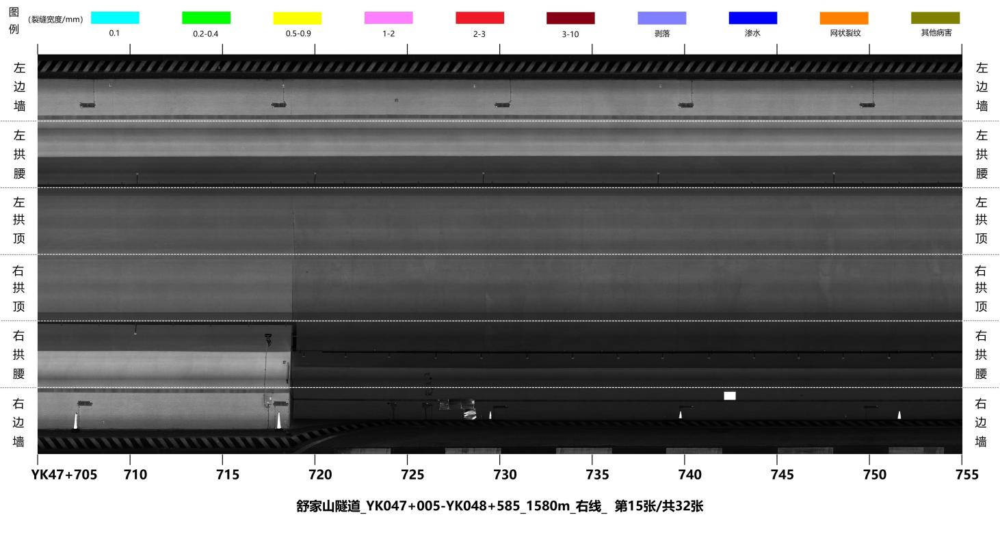 图例 (裂缝宽度/mm)
0.1 0.2-0.4 0.5-0.9 1-2 2-3 3-10 剥落 渗水 网状裂纹 其他病害
左边墙 左边墙
左拱腰 左拱腰
左拱顶 左拱顶
右拱顶 右拱顶
右拱腰 右拱腰
右边墙 右边墙
YK47+705 710 715 720 725 730 735 740 745 750 755
舒家山隧道_YK047+005-YK048+585_1580m_右线_ 第15张/共32张